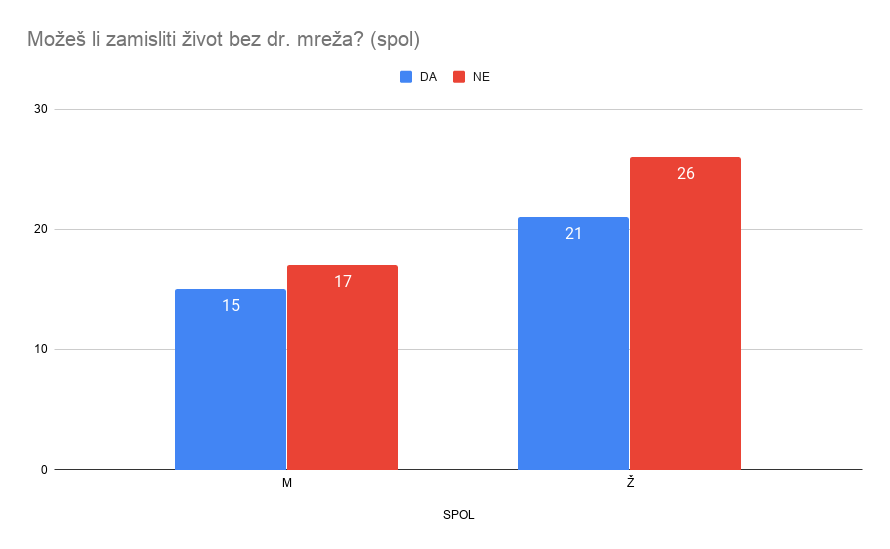 Možeš li zamisliti život bez dr. mreža? (spol)
DA NE
30
20
10
0
15
17
21
26
M Ž
SPOL